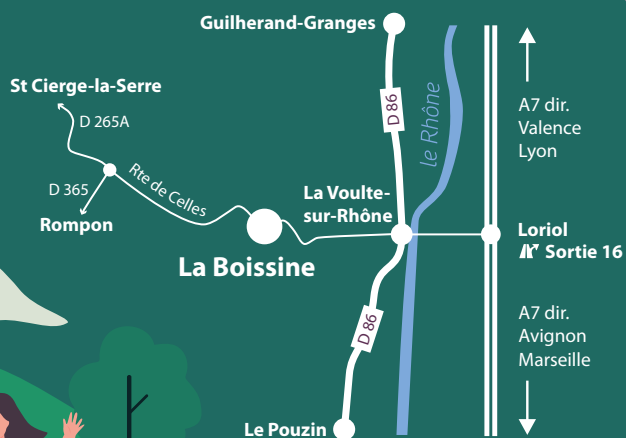 Guilherand-Granges
St Cierge-la-Serre
D 265A
D 86
le Rhône
A7 dir.
Valence
Lyon
D 365
Rte de Celles
Rompon
La Voulte-
sur-Rhône
La Boissine
Loriol
Sortie 16
D 86
A7 dir.
Avignon
Marseille
Le Pouzin